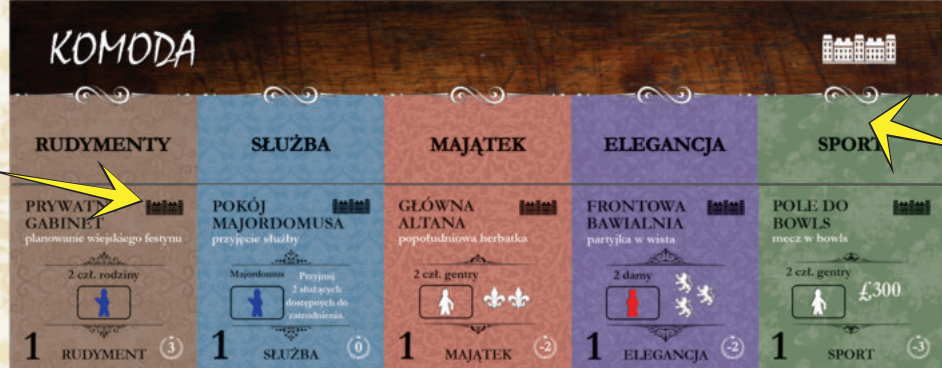 KOMODA
RUDYMENTY
SŁUŻBA
MAJĄTEK
ELEGANCJA
SPORT
PRYWATNY
GABINET
planowanie wiejskiego festynu
2 czł. rodziny
1 RUDYMENT 3
POKÓJ
MAJORDOMUSA
przyjęcie służby
Majordomus
Przyjmij
2 służących
dostępnych do
zatrudnienia.
1 SŁUŻBA 0
GŁÓWNA
ALTANA
popołudniowa herbatka
2 czł. gentry
1 MAJĄTEK -2
FRONTOWA
BAWIALNIA
partyjka w wista
2 damy
1 ELEGANCJA -2
POLE DO
BOWLS
mecz w bowls
2 czł. gentry
£300
1 SPORT -3